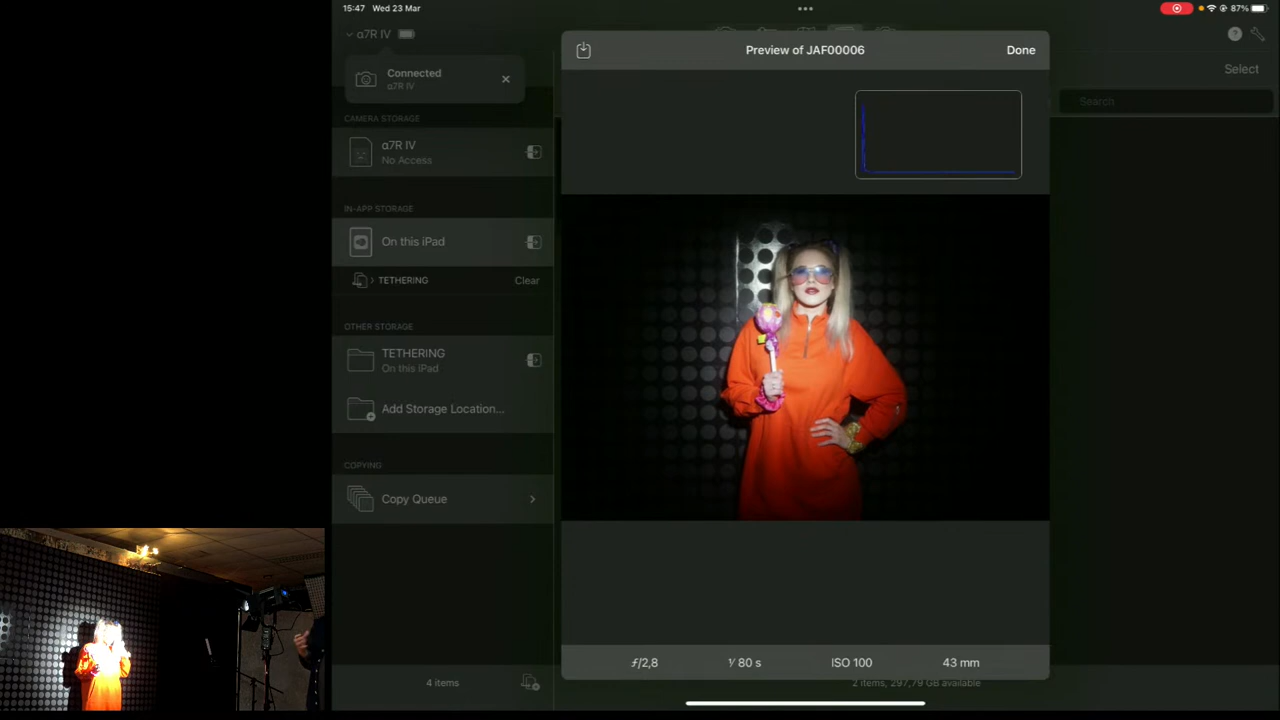 15:47 Wed 23 Mar
87%
α7R IV
Connected
α7R IV
CAMERA STORAGE
α7R IV
No Access
IN-APP STORAGE
On this iPad
TETHERING Clear
OTHER STORAGE
TETHERING
On this iPad
Add Storage Location...
COPYING
Copy Queue
4 items
Preview of JAF00006 Done
ƒ/2,8 1⁄80 s ISO 100 43 mm
Select
Search
2 items, 297,79 GB available